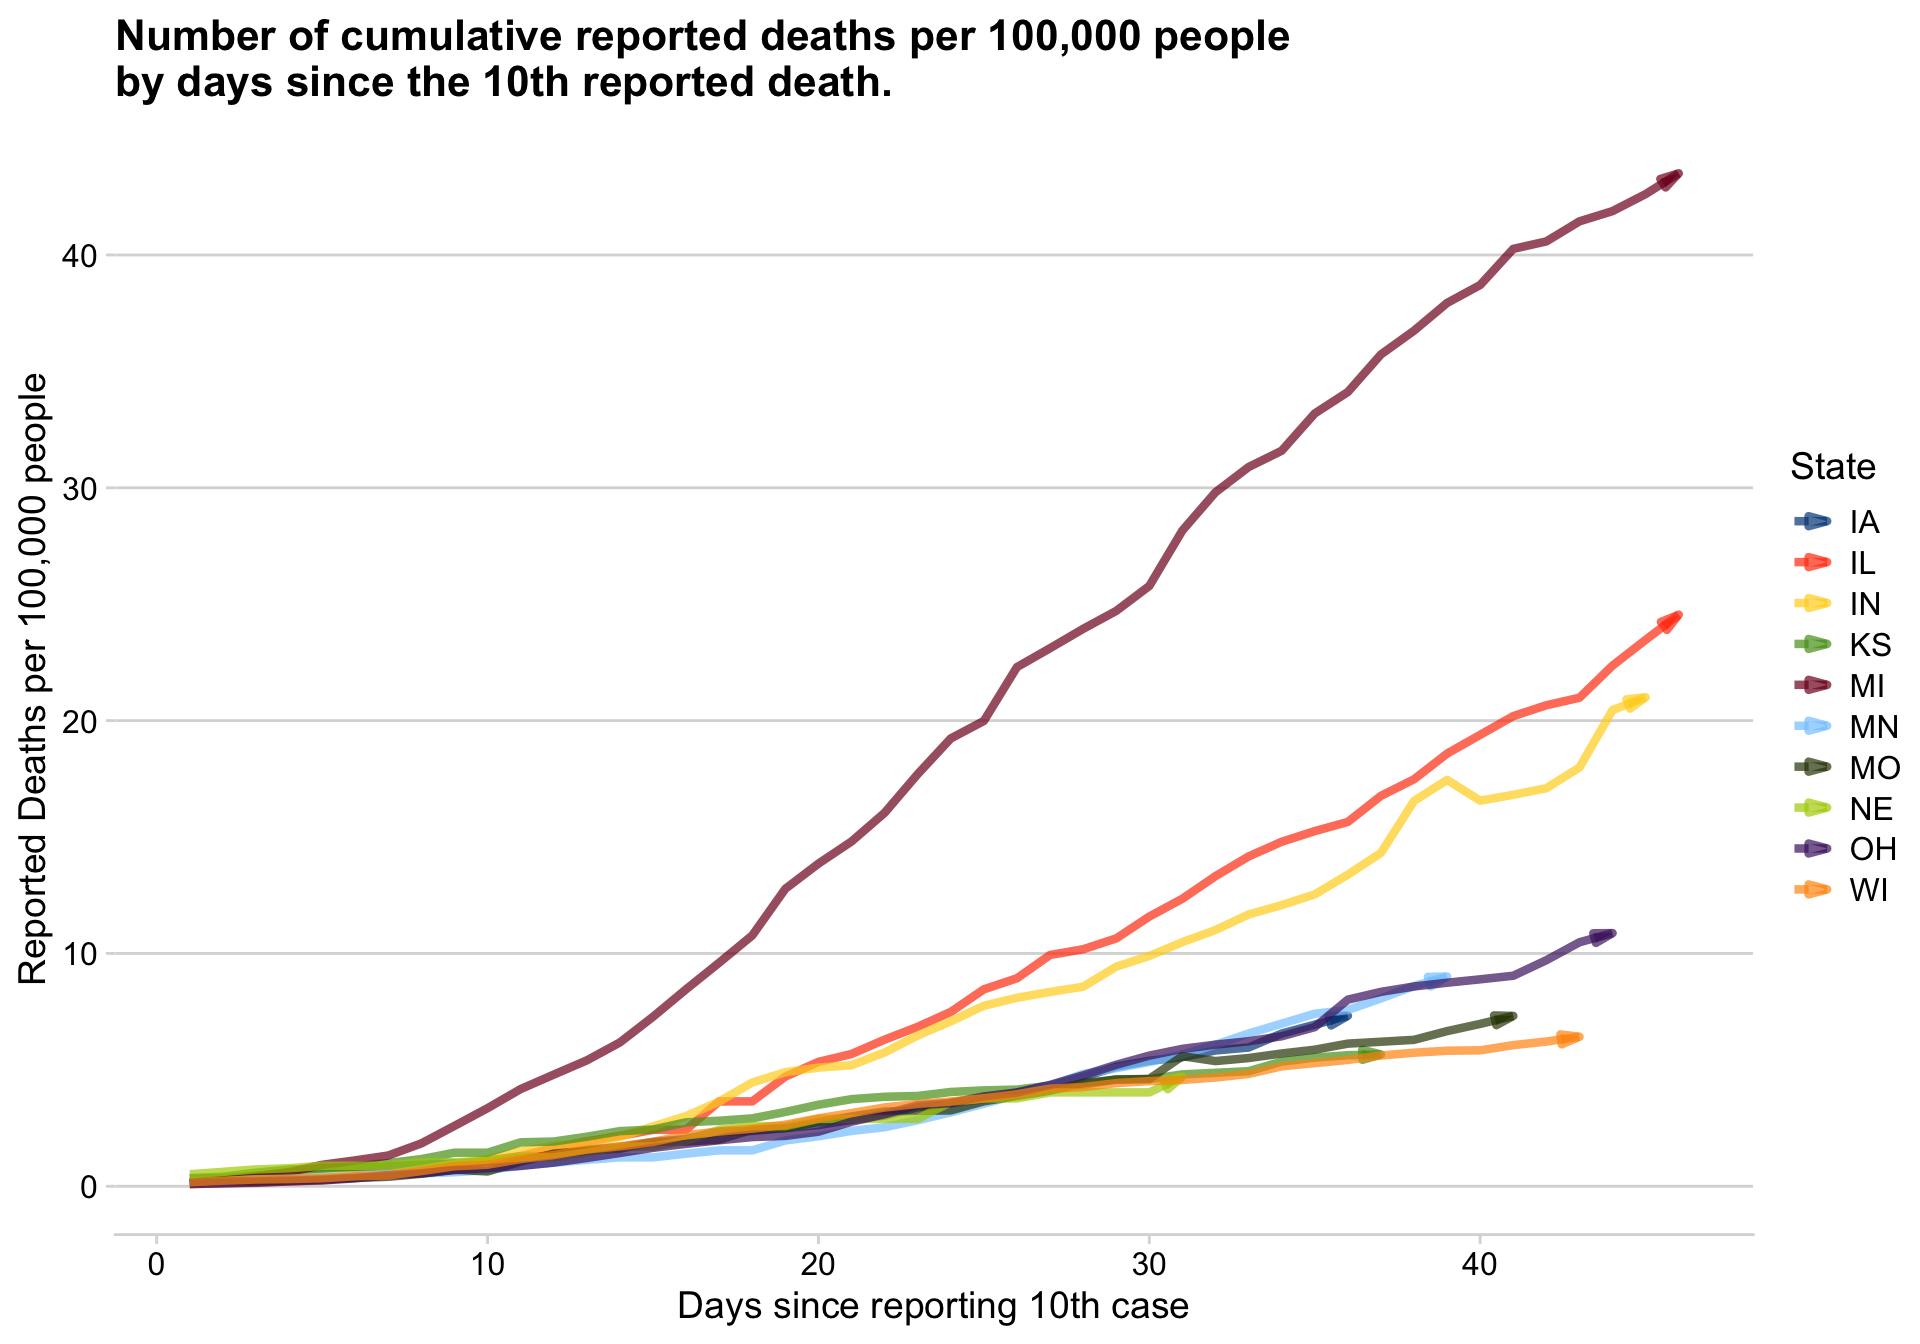 Number of cumulative reported deaths per 100,000 people
by days since the 10th reported death.
Reported Deaths per 100,000 people
40
30
20
10
0
0
10
20
30
40
Days since reporting 10th case
State
IA
IL
IN
KS
MI
MN
MO
NE
OH
WI